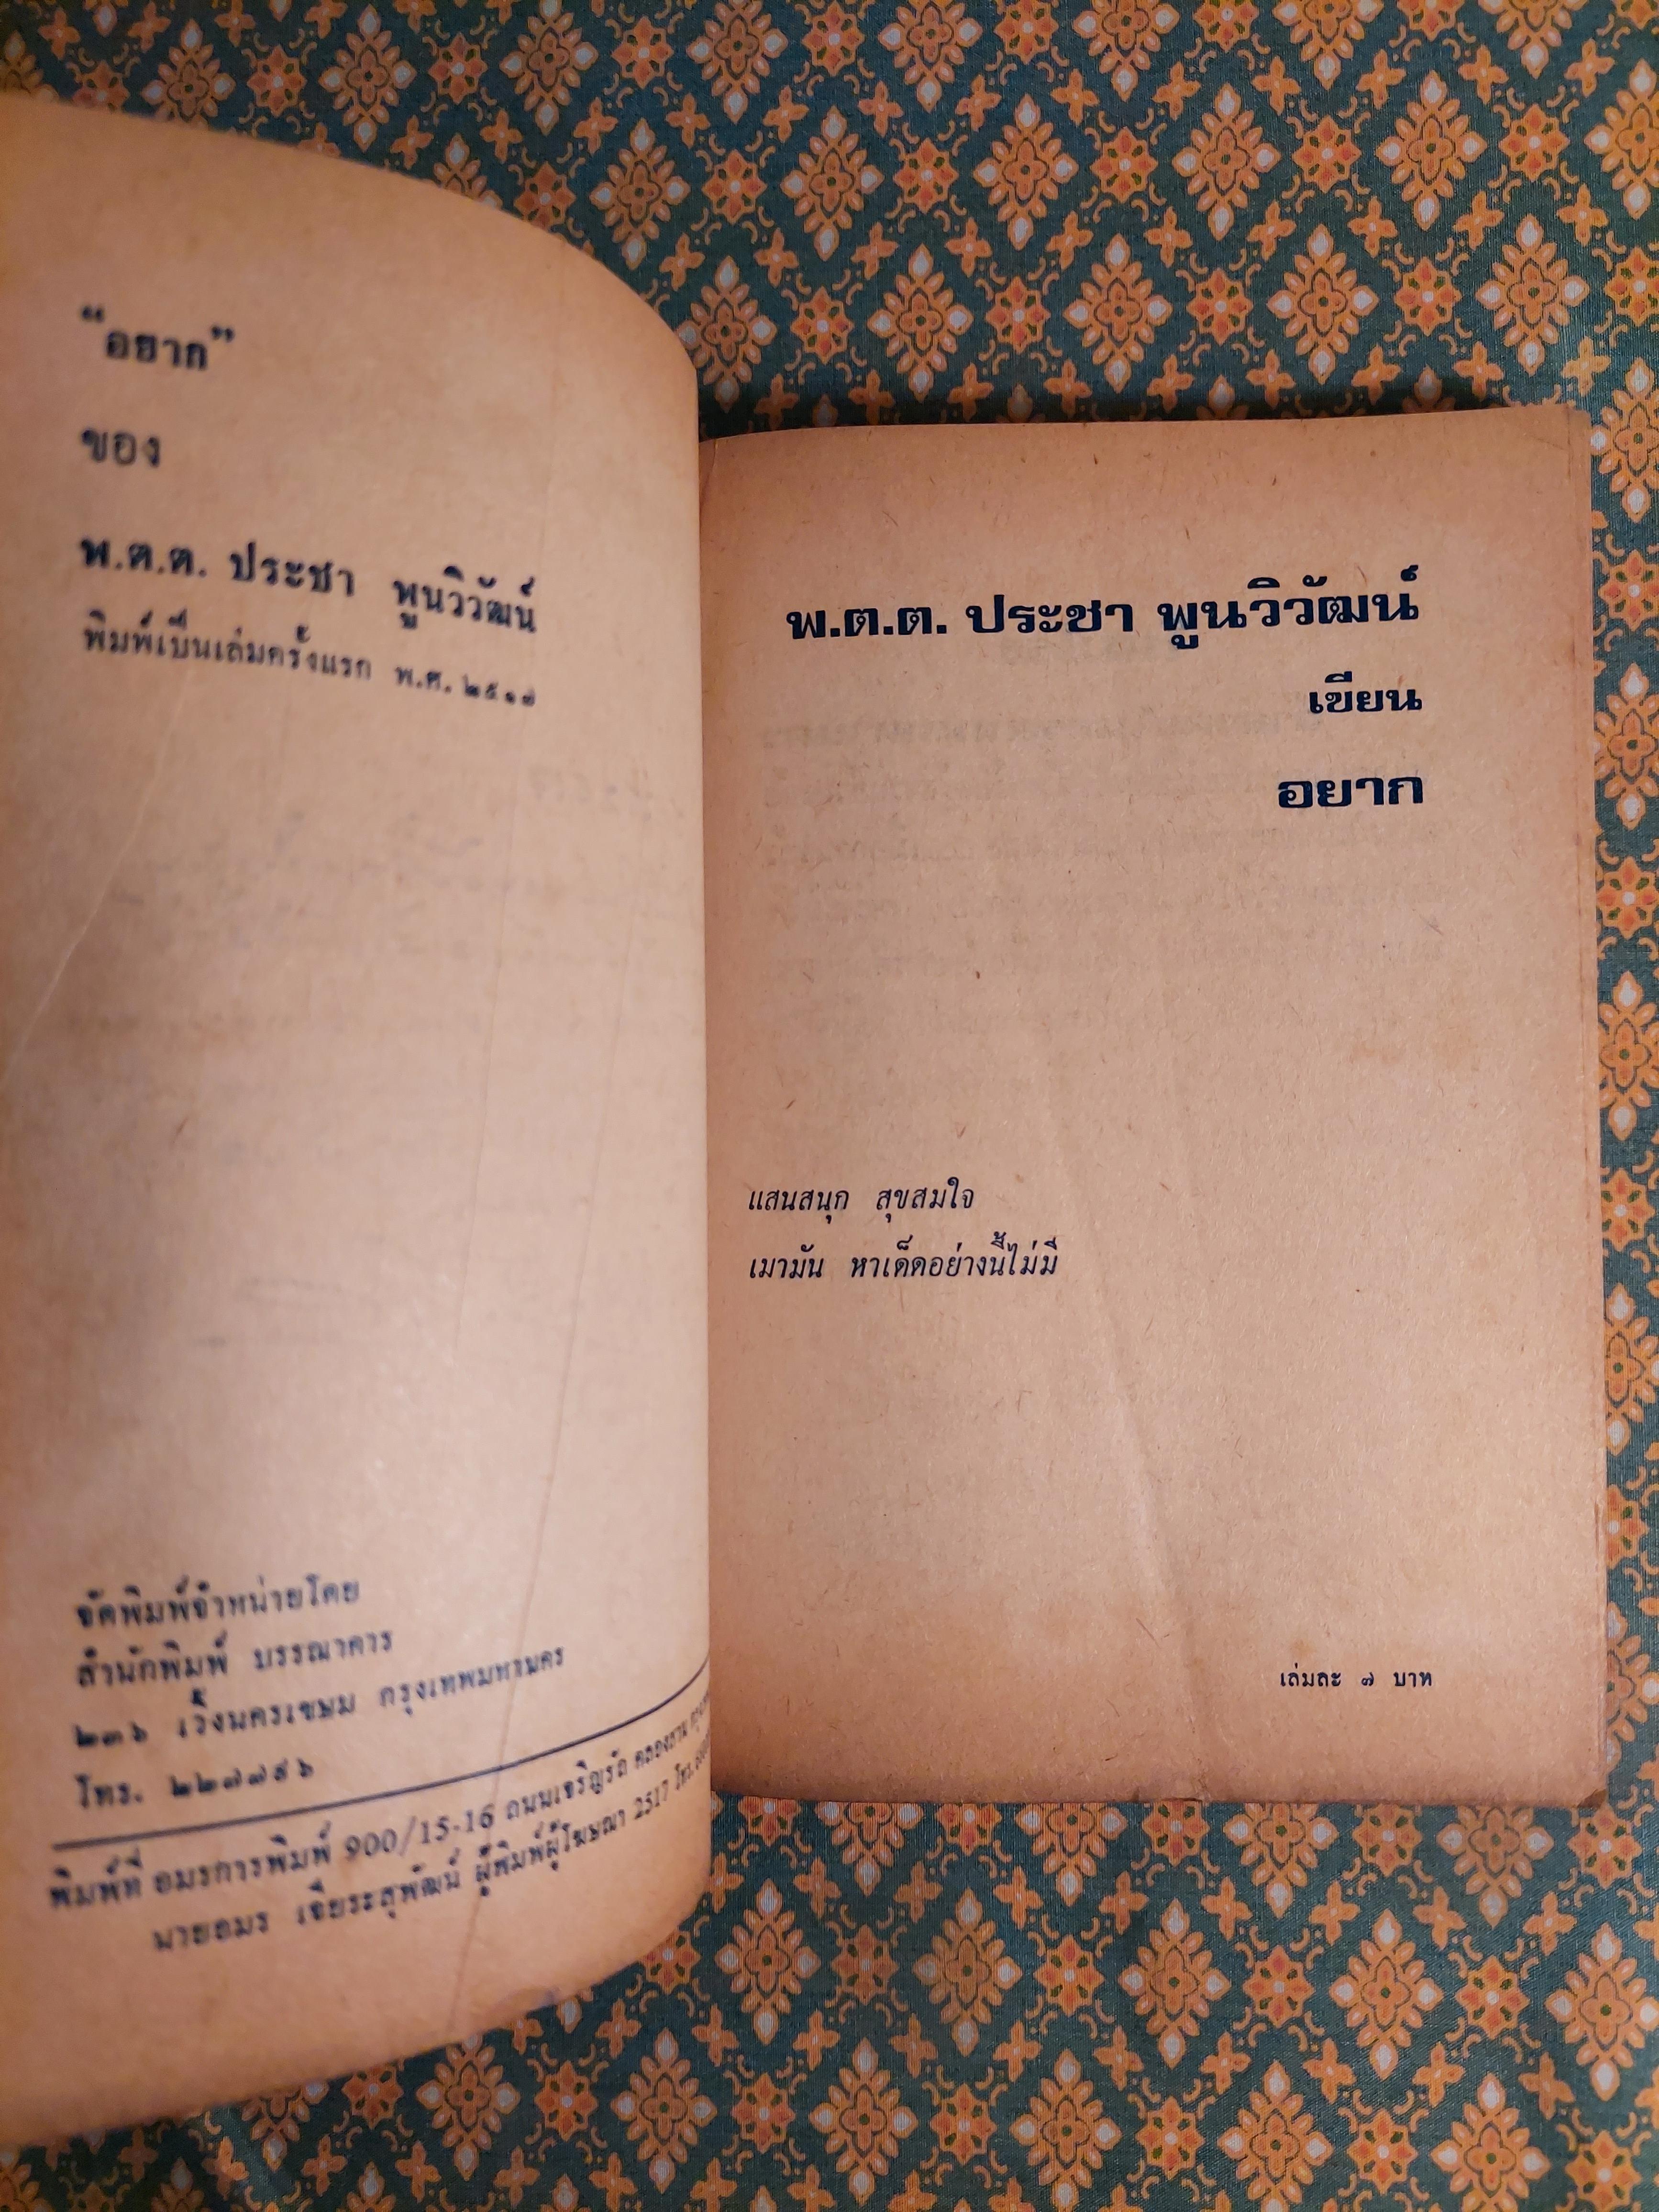 “อยาก”
ของ
พ.ต.ต. ประชา พูนวิวัฒน์
พิมพ์เป็นเล่มครั้งแรก พ.ศ. ๒๕๑๗
จัดพิมพ์จำหน่ายโดย
สำนักพิมพ์ บรรณาคาร
๒๓๖ เวิ้งนครเขษม กรุงเทพมหานคร
โทร. ๒๒๗๗๙๖
พิมพ์ที่ อมรการพิมพ์ 900/15-16 ถนนเจริญรัถ คลองสาน
นายอมร เจียระสุพัฒน์ ผู้พิมพ์ผู้โฆษณา 2517 โทร.
พ.ต.ต. ประชา พูนวิวัฒน์
เขียน
อยาก
แสนสนุก สุขสมใจ
เมามัน หาเด็ดอย่างนี้ไม่มี
เล่มละ ๗ บาท